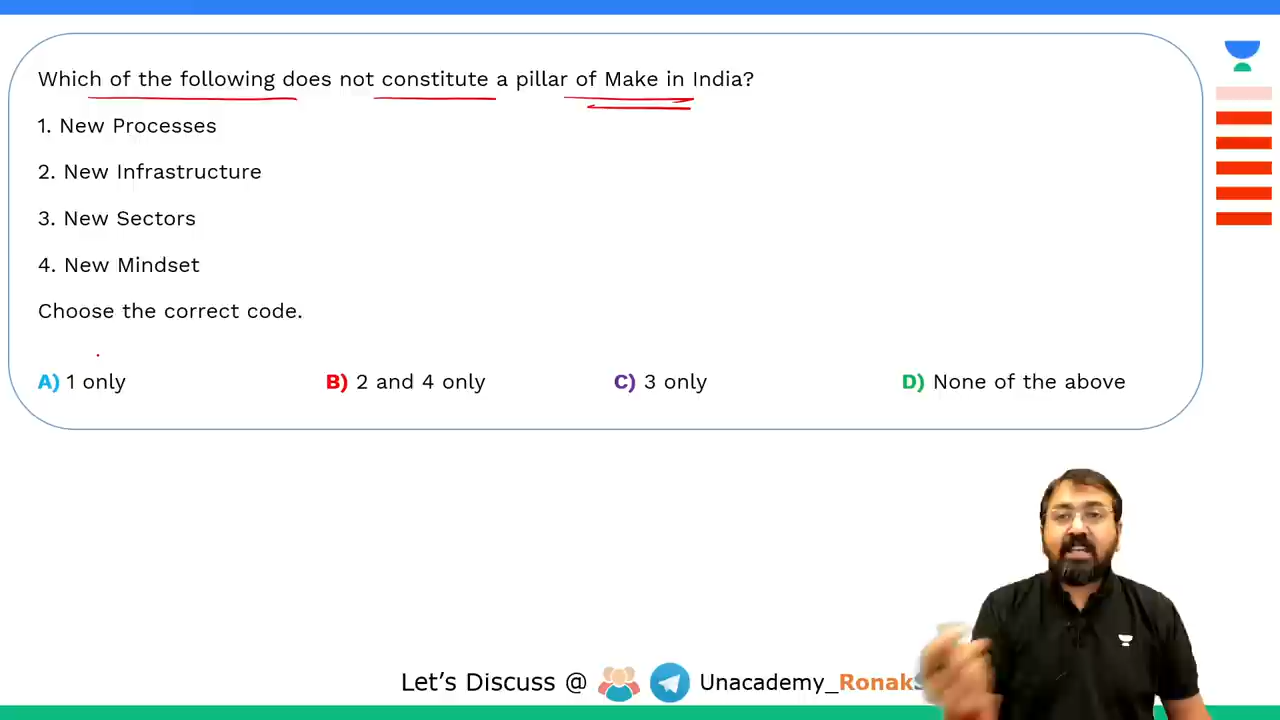 Which of the following does not constitute a pillar of Make in India?
1. New Processes
2. New Infrastructure
3. New Sectors
4. New Mindset
Choose the correct code.
A) 1 only B) 2 and 4 only C) 3 only D) None of the above
Let's Discuss @ Unacademy_Ronak